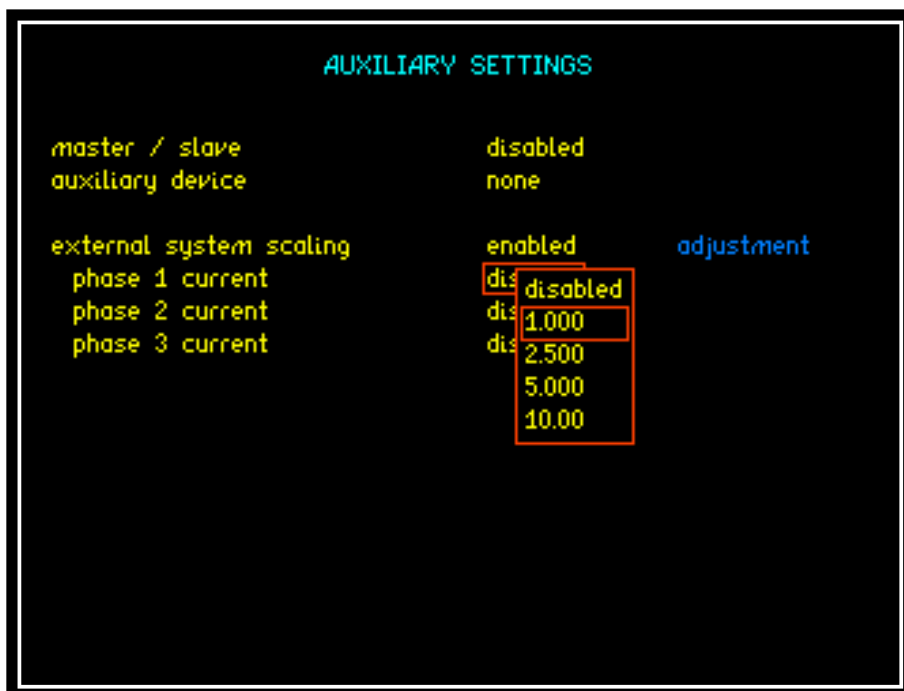 AUXILIARY SETTINGS
master / slave disabled
auxiliary device none
external system scaling enabled adjustment
phase 1 current dis
phase 2 current dis
phase 3 current dis
disabled
1.000
2.500
5.000
10.00